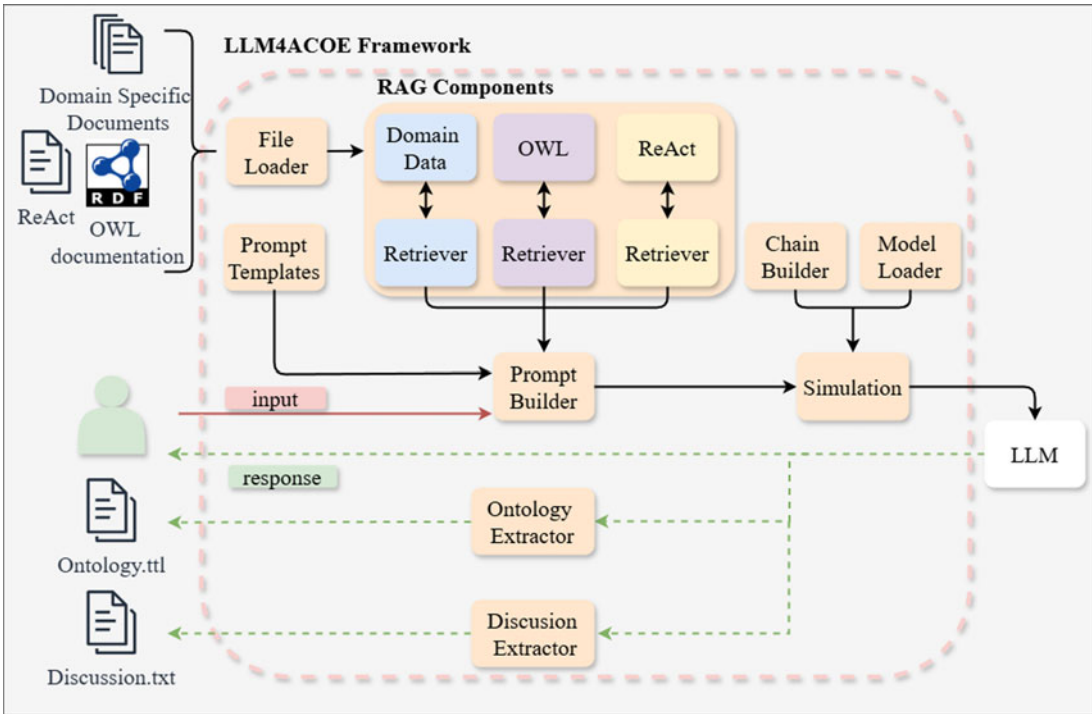 LLM4ACOE Framework
RAG Components
Domain Specific
Documents
ReAct
RDF
OWL
documentation
File
Loader
Domain
Data
OWL
ReAct
Prompt
Templates
Retriever
Retriever
Retriever
Chain
Builder
Model
Loader
Prompt
Builder
Simulation
input
LLM
response
Ontology
Extractor
Ontology.ttl
Discusion
Extractor
Discussion.txt